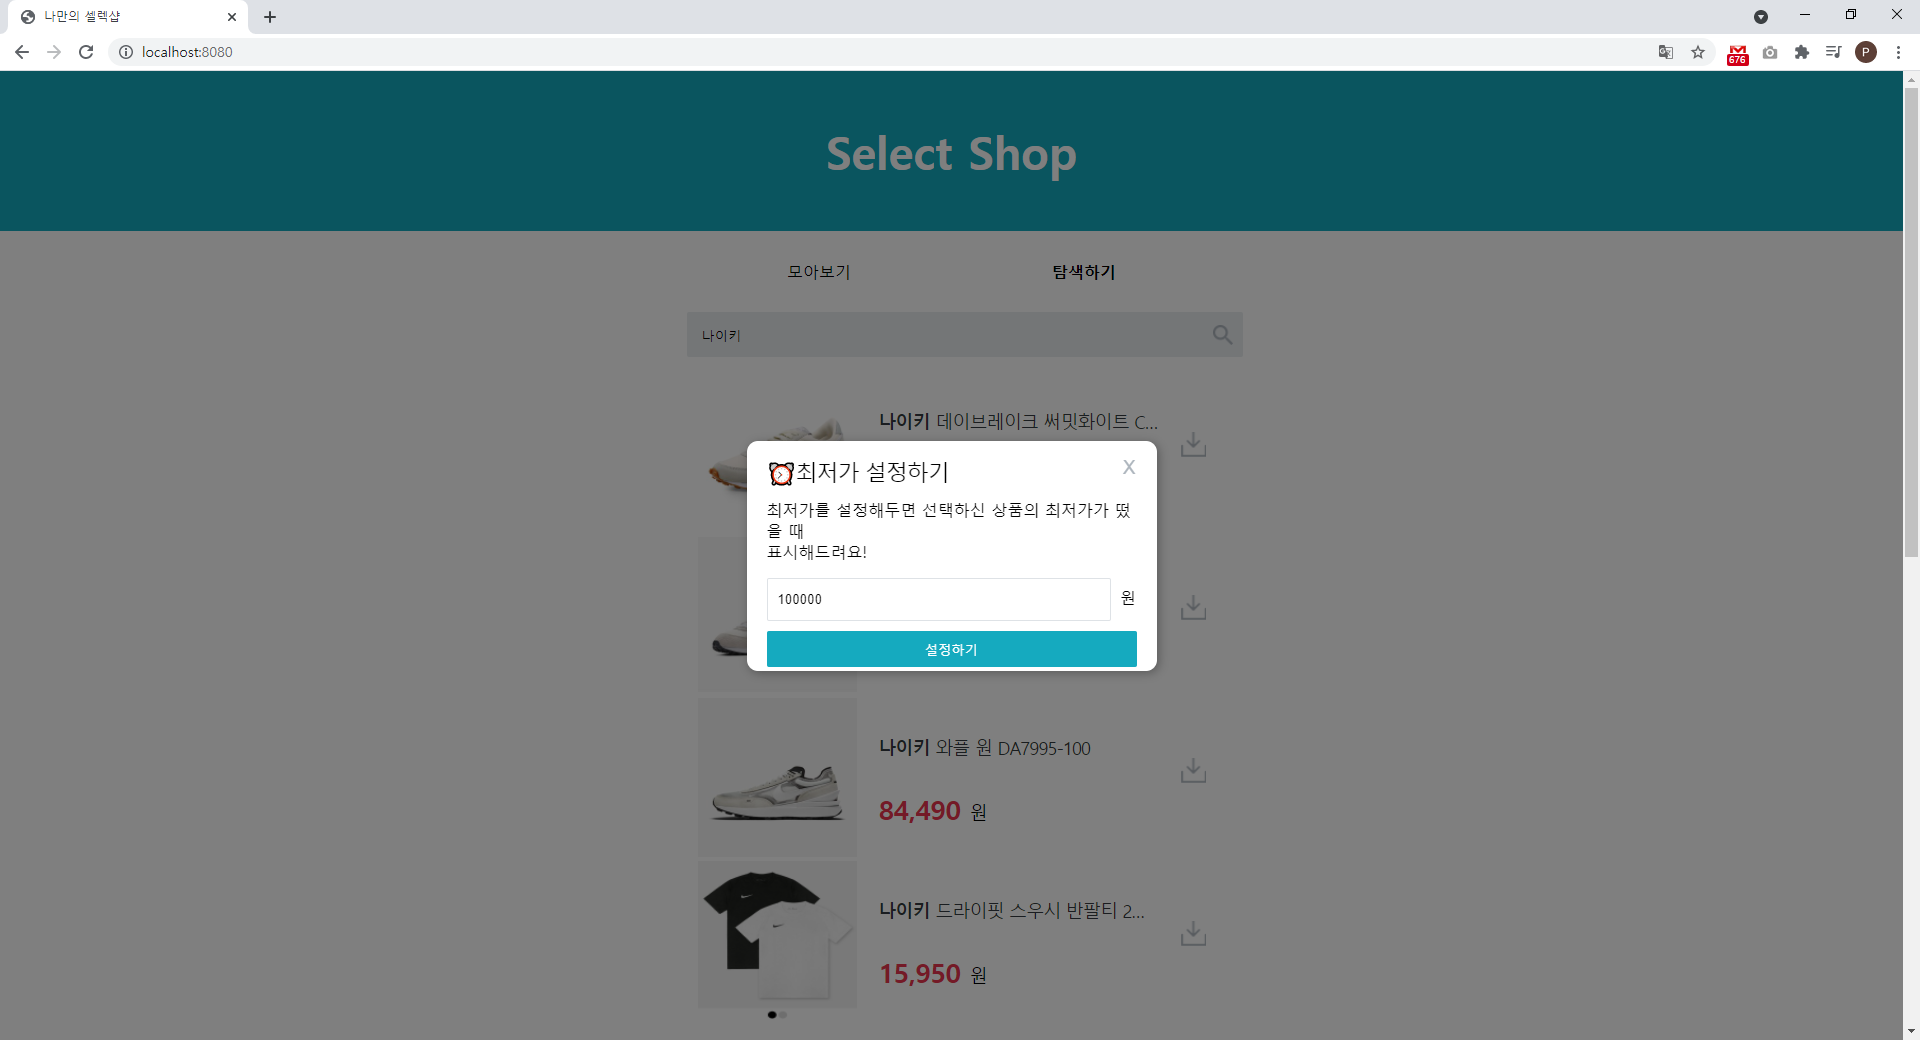 나만의 셀렉샵
localhost:8080
676
P
Select Shop
모아보기
탐색하기
나이키
나이키 데이브레이크 써밋화이트 C...
⏰최저가 설정하기
X
최저가를 설정해두면 선택하신 상품의 최저가가 떴
을 때
표시해드려요!
100000
원
설정하기
나이키 와플 원 DA7995-100
84,490 원
나이키 드라이핏 스우시 반팔티 2...
15,950 원